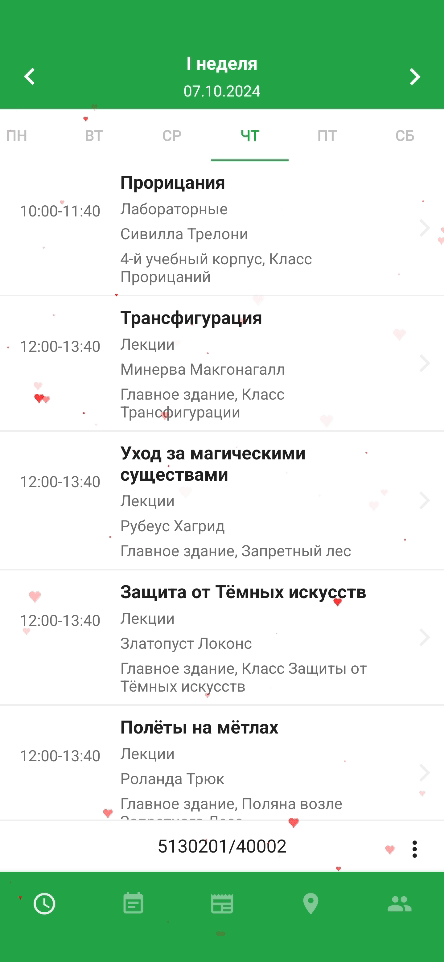 I неделя
07.10.2024
ПН ВТ СР ЧТ ПТ СБ
Прорицания
10:00-11:40
Лабораторные
Сивилла Трелони
4-й учебный корпус, Класс
Прорицаний
Трансфигурация
12:00-13:40
Лекции
Минерва Макгонагалл
Главное здание, Класс
Трансфигурации
Уход за магическими
существами
12:00-13:40
Лекции
Рубеус Хагрид
Главное здание, Запретный лес
Защита от Тёмных искусств
12:00-13:40
Лекции
Златопуст Локонс
Главное здание, Класс Защиты от
Тёмных искусств
Полёты на мётлах
12:00-13:40
Лекции
Роланда Трюк
Главное здание, Поляна возле
Запретного Леса
5130201/40002